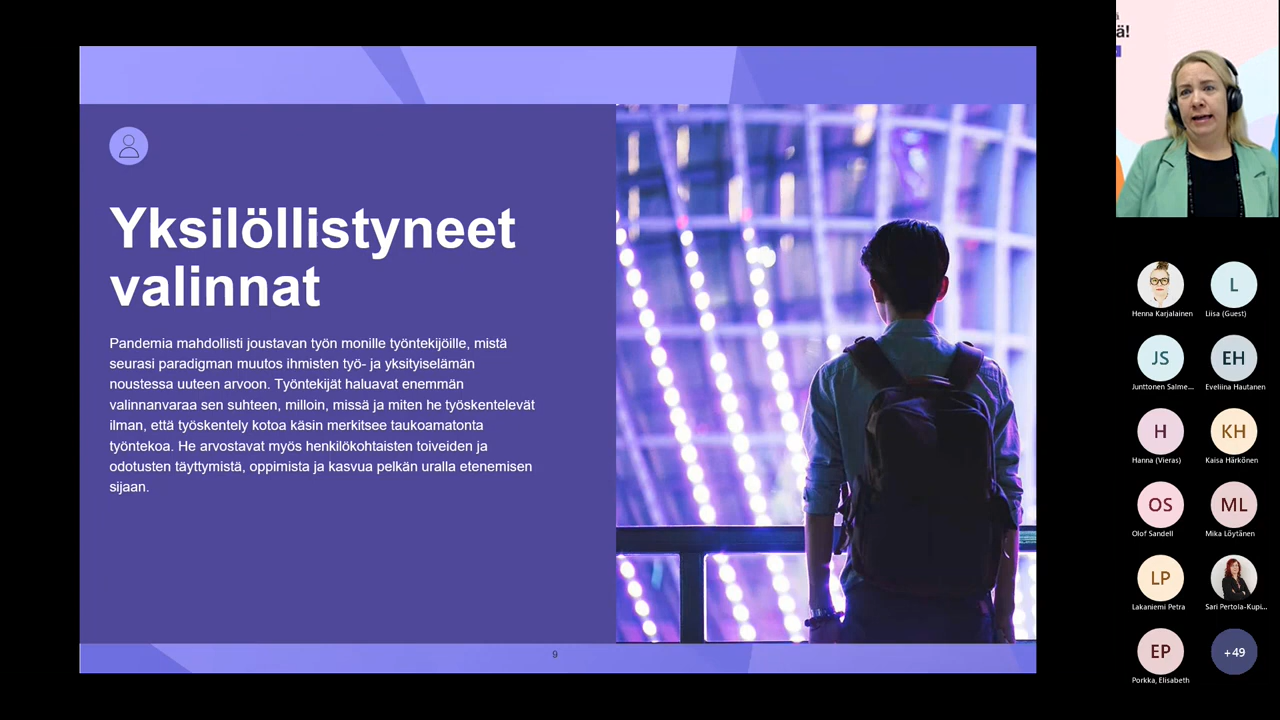 Yksilöllistyneet
valinnat
Pandemia mahdollisti joustavan työn monille työntekijöille, mistä
seurasi paradigman muutos ihmisten työ- ja yksityiselämän
noustessa uuteen arvoon. Työntekijät haluavat enemmän
valinnanvaraa sen suhteen, milloin, missä ja miten he työskentelevät
ilman, että työskentely kotoa käsin merkitsee taukoamatonta
työntekoa. He arvostavat myös henkilökohtaisten toiveiden ja
odotusten täyttymistä, oppimista ja kasvua pelkän uralla etenemisen
sijaan.
9
ä!
Henna Karjalainen
L
Liisa (Guest)
JS
Junttonen Salme...
EH
Eveliina Hautanen
H
Hanna (Vieras)
KH
Kaisa Härkönen
OS
Olof Sandell
ML
Mika Löytänen
LP
Lakaniemi Petra
Sari Pertola-Kupi...
EP
Porkka, Elisabeth
+49